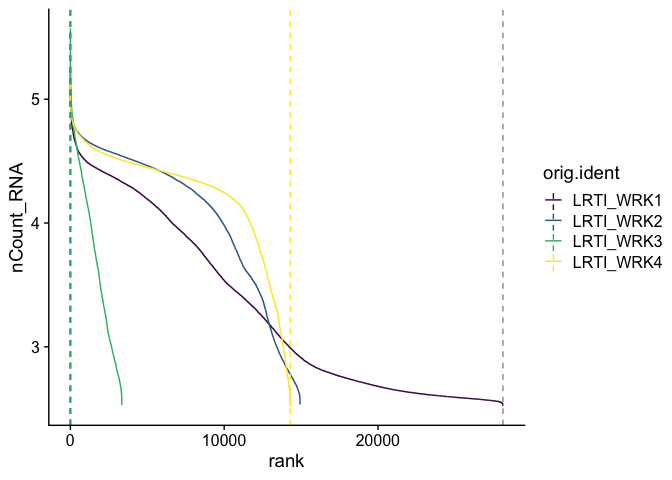 nCount_RNA
5
4
3
0
10000
20000
rank
orig.ident
LRTI_WRK1
LRTI_WRK2
LRTI_WRK3
LRTI_WRK4